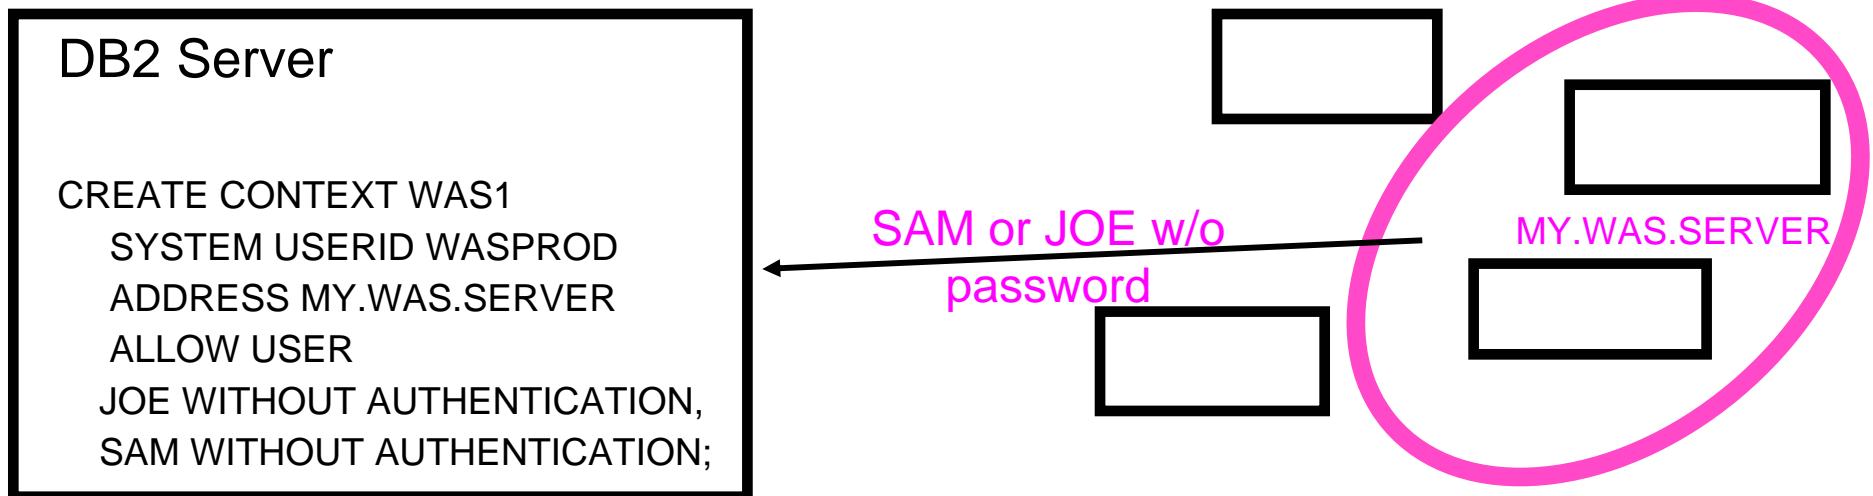 DB2 Server
CREATE CONTEXT WAS1
SYSTEM USERID WASPROD
ADDRESS MY.WAS.SERVER
ALLOW USER
JOE WITHOUT AUTHENTICATION,
SAM WITHOUT AUTHENTICATION;
SAM or JOE w/o
password
MY.WAS.SERVER